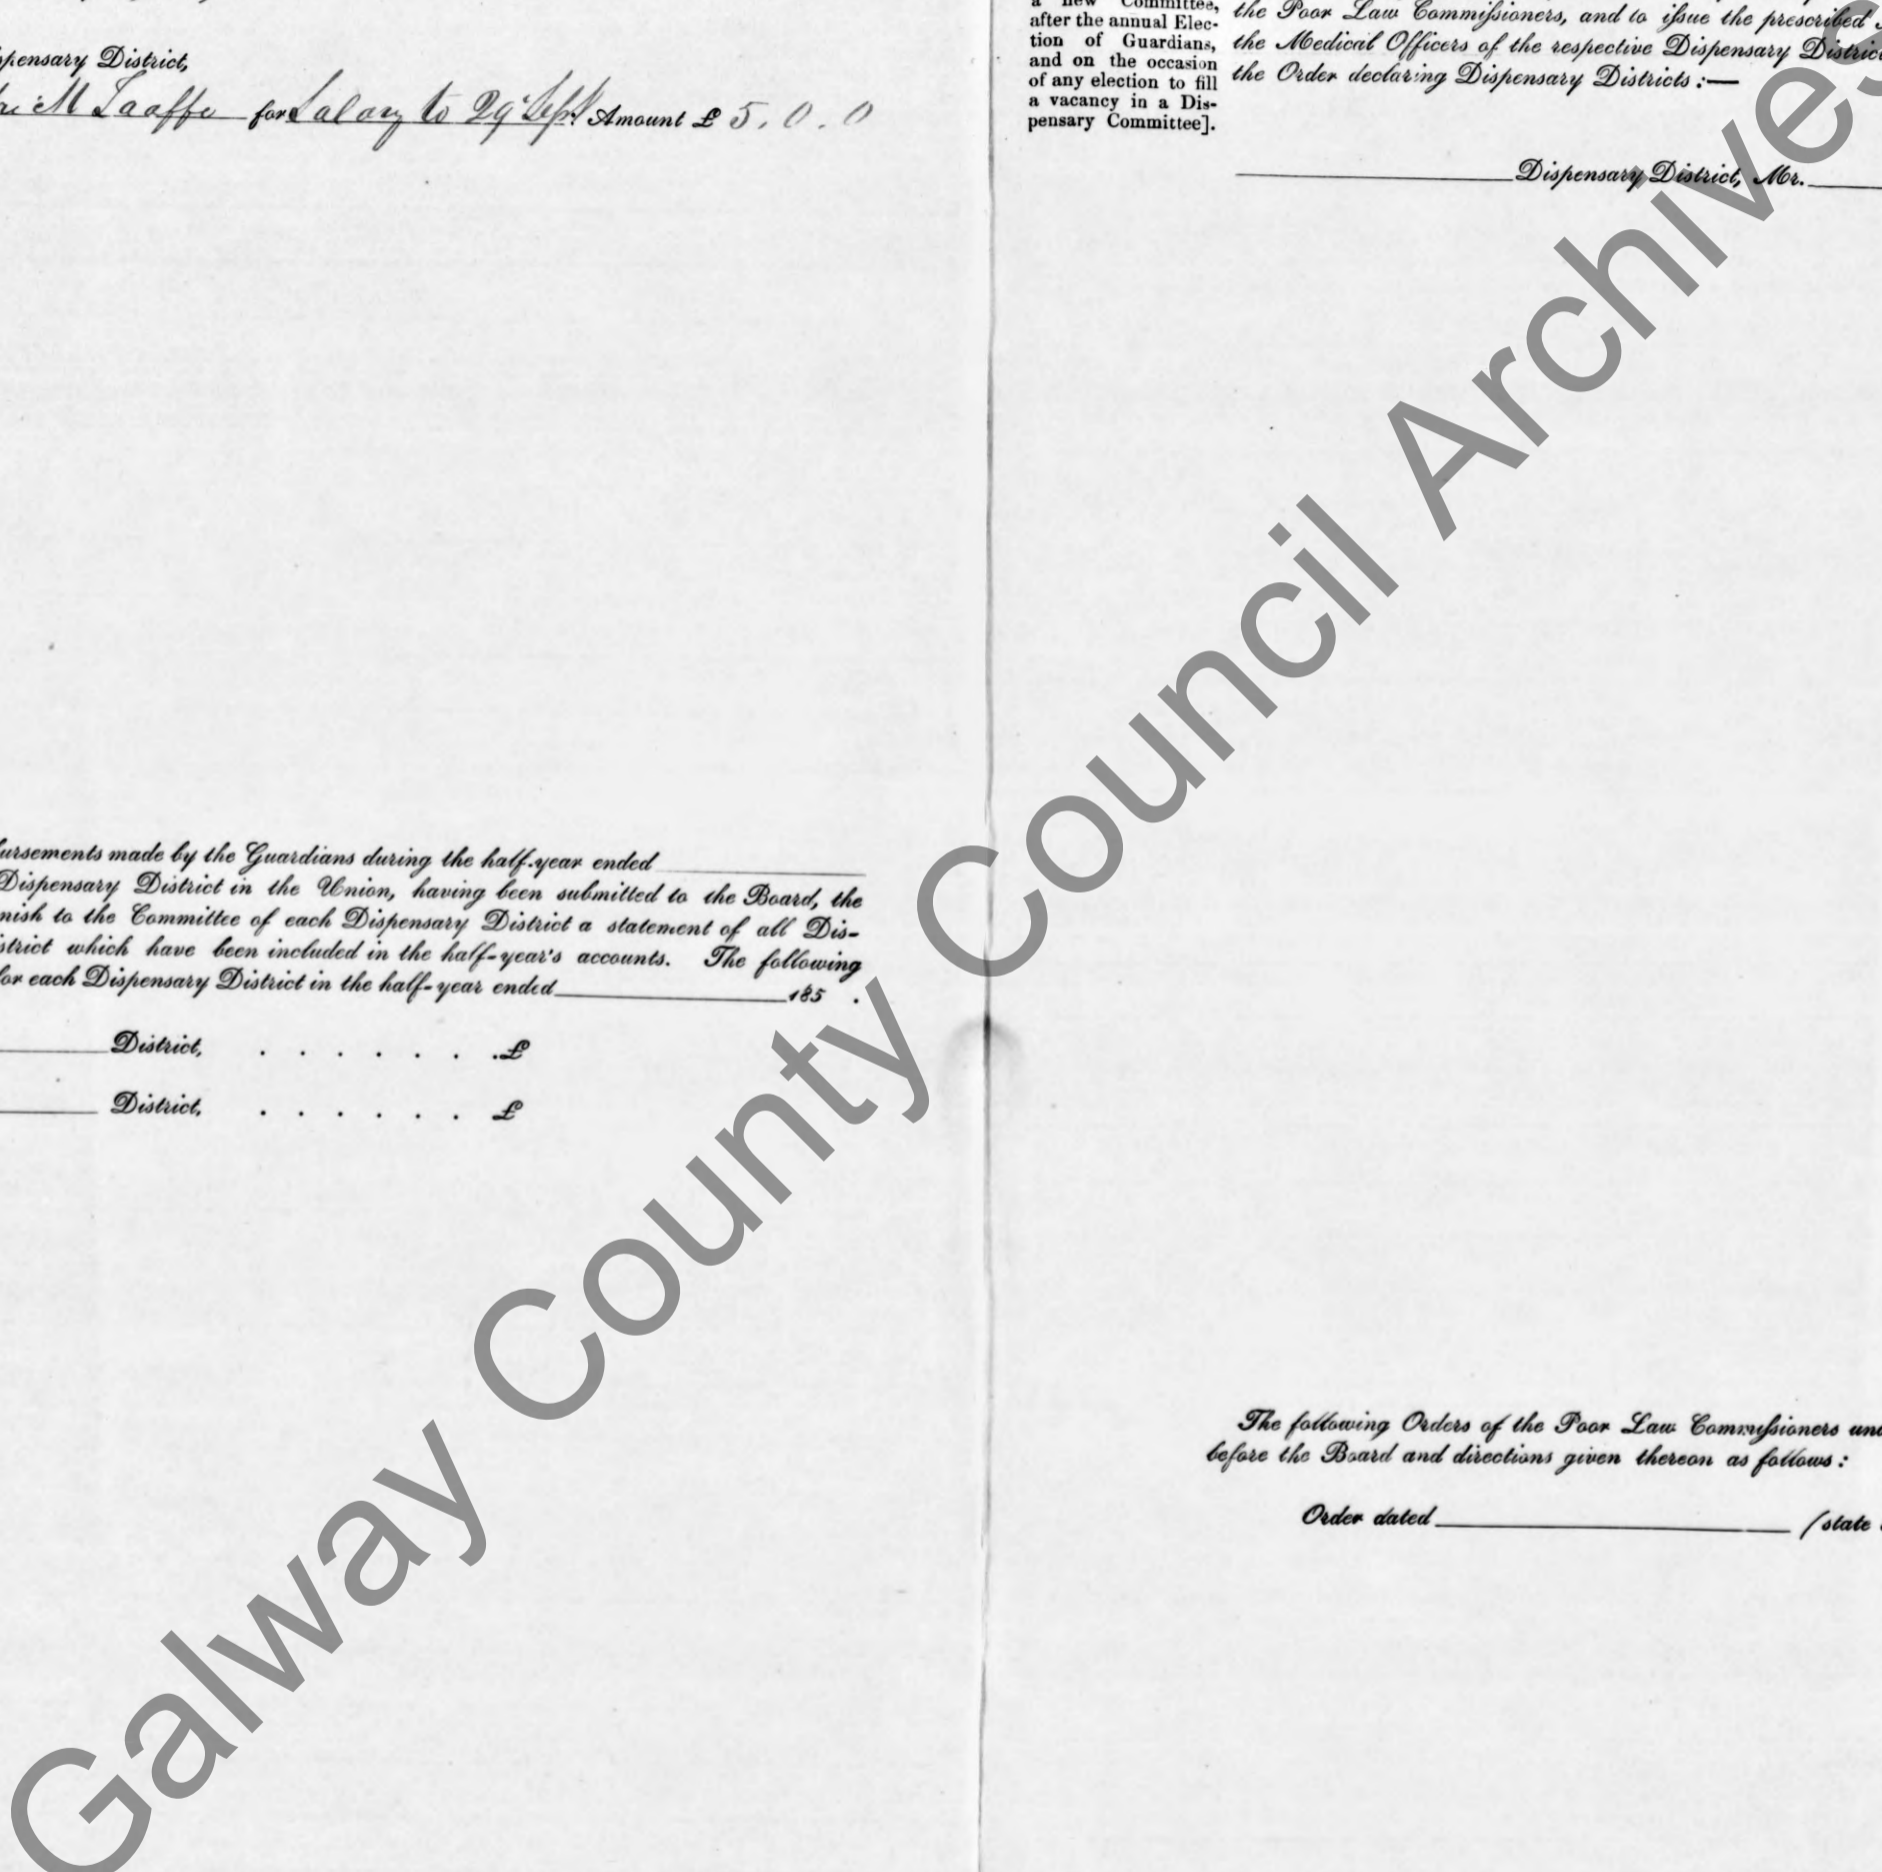 pensary District,
M Taaffe for Salary to 29 Sept Amount £ 5. 0. 0
ursements made by the Guardians during the half-year ended
Dispensary District in the Union, having been submitted to the Board, the
nish to the Committee of each Dispensary District a statement of all Dis-
strict which have been included in the half-year's accounts. The following
for each Dispensary District in the half-year ended 185 .
District, . . . . . . .£
District, . . . . . . £
a new Committee,
after the annual Elec-
tion of Guardians,
and on the occasion
of any election to fill
a vacancy in a Dis-
pensary Committee].
the Poor Law Commissioners, and to issue the prescribed
the Medical Officers of the respective Dispensary Distric
the Order declaring Dispensary Districts:—
Dispensary District, Mr.
The following Orders of the Poor Law Commissioners und
before the Board and directions given thereon as follows:
Order dated (state
Galway County Council Archives